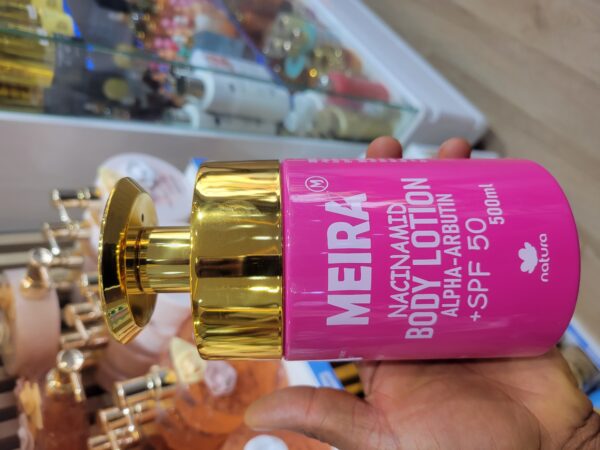 MEIRA M
NACINAMID
BODY LOTION
ALPHA-ARBUTIN
+SPF 50
500ml
natura